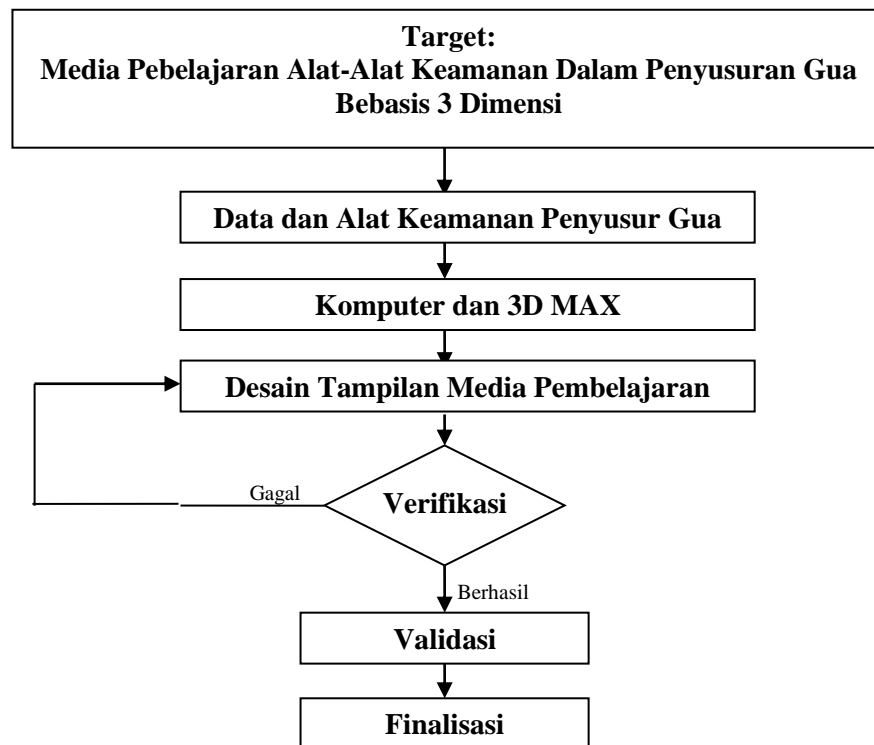 Target:
Media Pebelajaran Alat-Alat Keamanan Dalam Penyusuran Gua
Bebasis 3 Dimensi
Data dan Alat Keamanan Penyusur Gua
Komputer dan 3D MAX
Desain Tampilan Media Pembelajaran
Gagal
Verifikasi
Berhasil
Validasi
Finalisasi